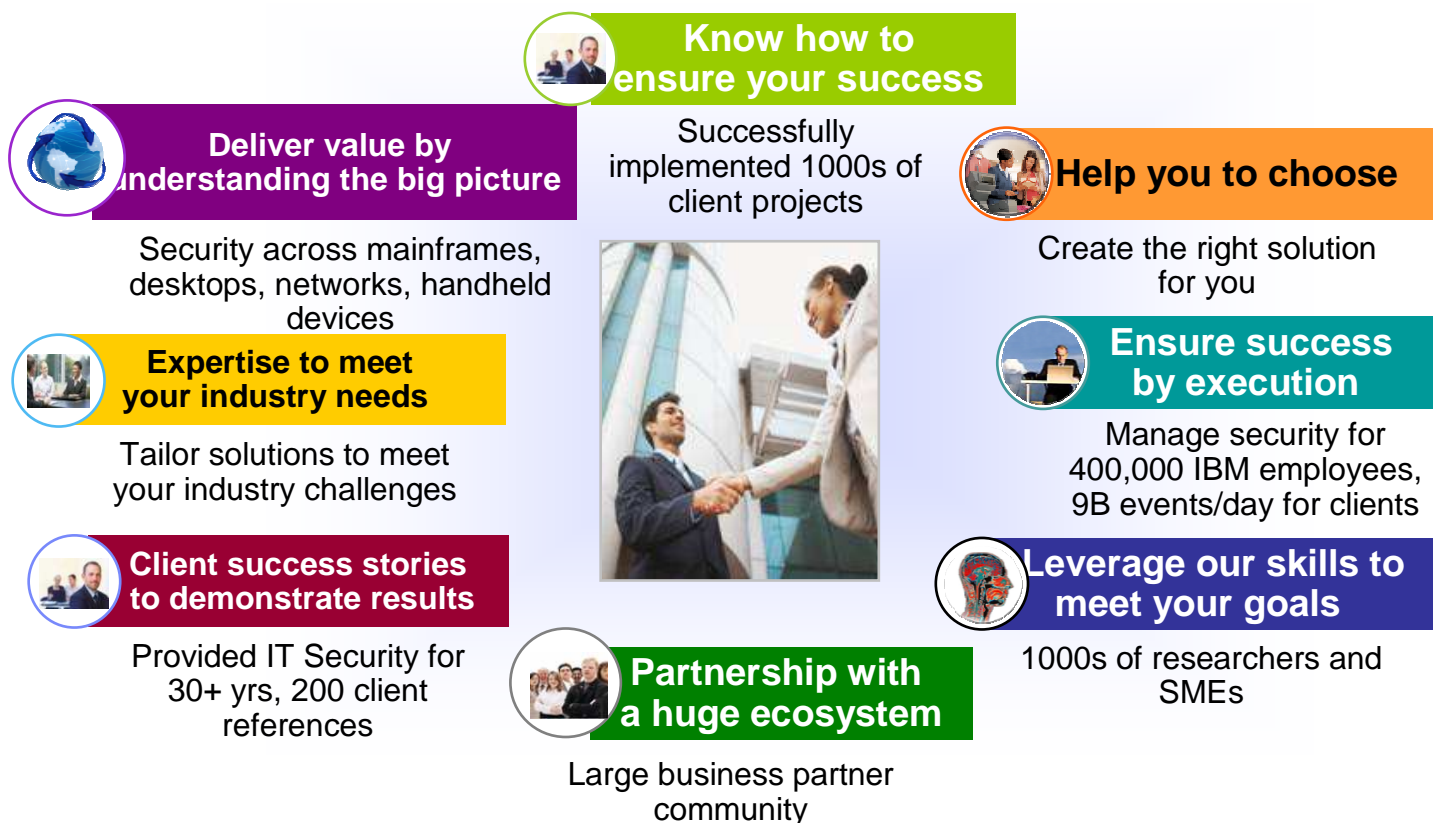 Know how to
ensure your success
Successfully
implemented 1000s of
client projects
Deliver value by
understanding the big picture
Security across mainframes,
desktops, networks, handheld
devices
Help you to choose
Create the right solution
for you
Expertise to meet
your industry needs
Tailor solutions to meet
your industry challenges
Ensure success
by execution
Manage security for
400,000 IBM employees,
9B events/day for clients
Client success stories
to demonstrate results
Provided IT Security for
30+ yrs, 200 client
references
Leverage our skills to
meet your goals
1000s of researchers and
SMEs
Partnership with
a huge ecosystem
Large business partner
community